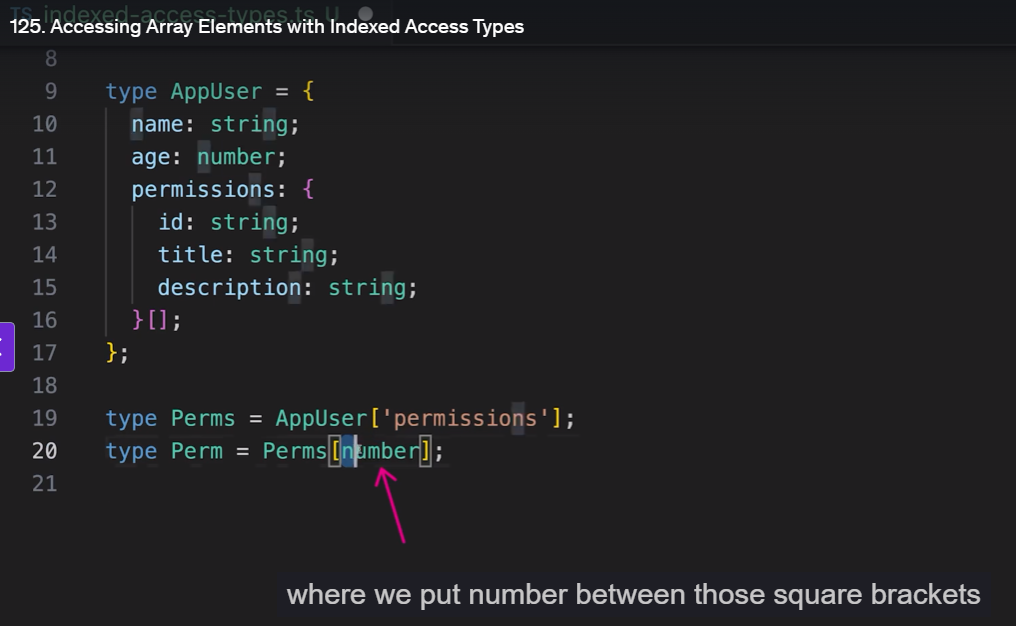 TS indexed-access-types.ts U
125. Accessing Array Elements with Indexed Access Types
8
9 type AppUser = {
10 name: string;
11 age: number;
12 permissions: {
13 id: string;
14 title: string;
15 description: string;
16 }[];
17 };
18
19 type Perms = AppUser['permissions'];
20 type Perm = Perms[number];
21
where we put number between those square brackets